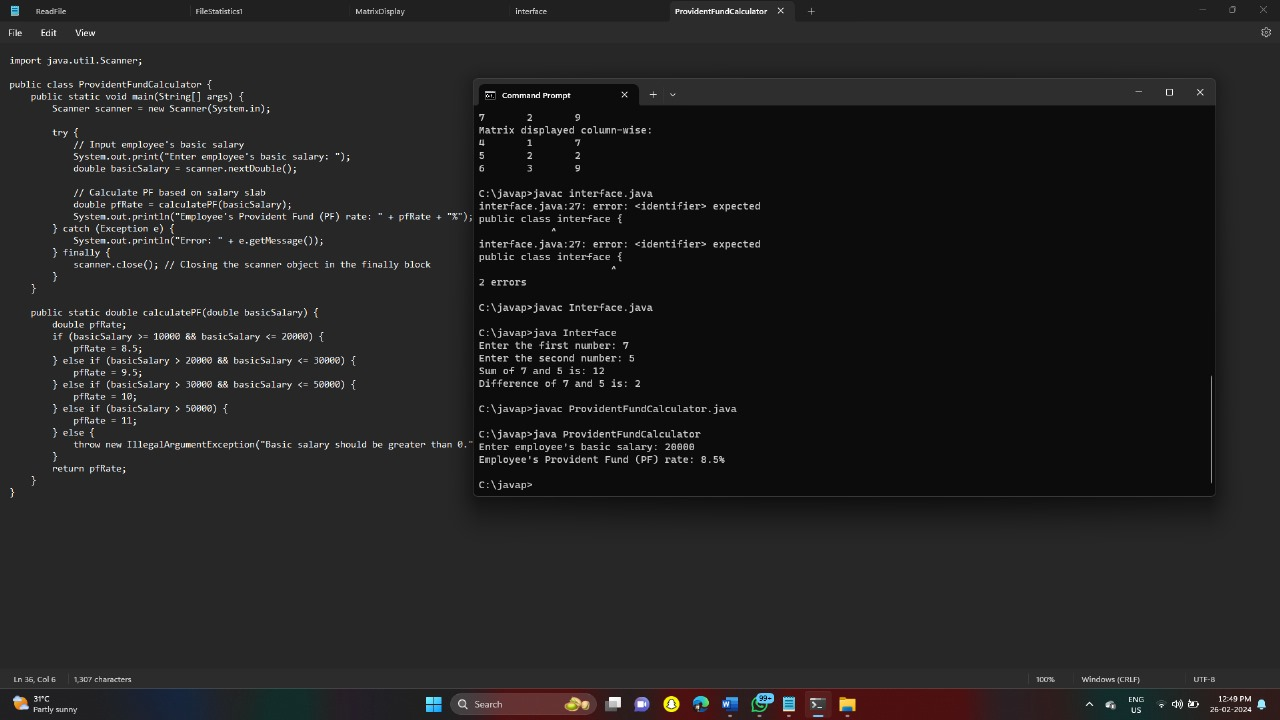 ReadFile
FileStatistics1
MatrixDisplay
interface
ProvidentFundCalculator
File Edit View
import java.util.Scanner;
public class ProvidentFundCalculator {
public static void main(String[] args) {
Scanner scanner = new Scanner(System.in);
try {
// Input employee's basic salary
System.out.print("Enter employee's basic salary: ");
double basicSalary = scanner.nextDouble();
// Calculate PF based on salary slab
double pfRate = calculatePF(basicSalary);
System.out.println("Employee's Provident Fund (PF) rate: " + pfRate + "%");
} catch (Exception e) {
System.out.println("Error: " + e.getMessage());
} finally {
scanner.close(); // Closing the scanner object in the finally block
}
}
public static double calculatePF(double basicSalary) {
double pfRate;
if (basicSalary >= 10000 && basicSalary <= 20000) {
pfRate = 8.5;
} else if (basicSalary > 20000 && basicSalary <= 30000) {
pfRate = 9.5;
} else if (basicSalary > 30000 && basicSalary <= 50000) {
pfRate = 10;
} else if (basicSalary > 50000) {
pfRate = 11;
} else {
throw new IllegalArgumentException("Basic salary should be greater than 0."
}
return pfRate;
}
}
Command Prompt
7 2 9
Matrix displayed column-wise:
4 1 7
5 2 2
6 3 9
C:\javap>javac interface.java
interface.java:27: error: <identifier> expected
public class interface {
^
interface.java:27: error: <identifier> expected
public class interface {
^
2 errors
C:\javap>javac Interface.java
C:\javap>java Interface
Enter the first number: 7
Enter the second number: 5
Sum of 7 and 5 is: 12
Difference of 7 and 5 is: 2
C:\javap>javac ProvidentFundCalculator.java
C:\javap>java ProvidentFundCalculator
Enter employee's basic salary: 20000
Employee's Provident Fund (PF) rate: 8.5%
C:\javap>
Ln 36, Col 6 1,307 characters 100% Windows (CRLF) UTF-8
31°C
Partly sunny
Search
99+
ENG
US
12:49 PM
26-02-2024